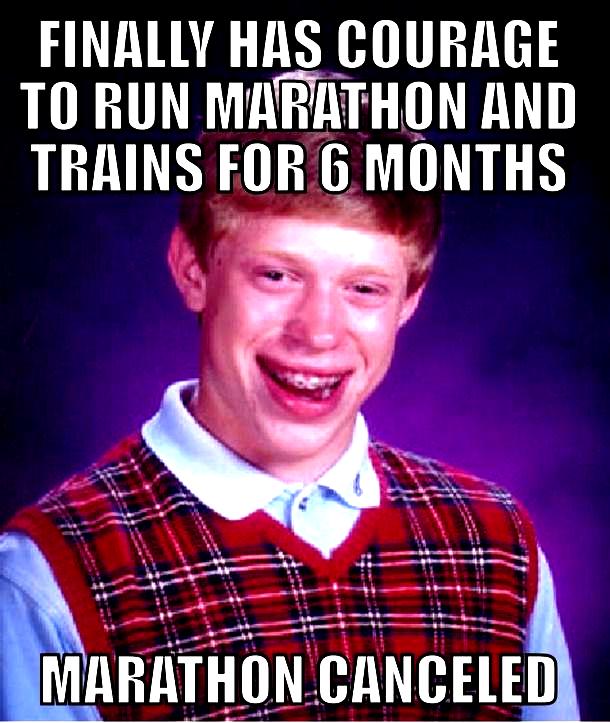 FINALLY HAS COURAGE
TO RUN MARATHON AND
TRAINS FOR 6 MONTHS
MARATHON CANCELED